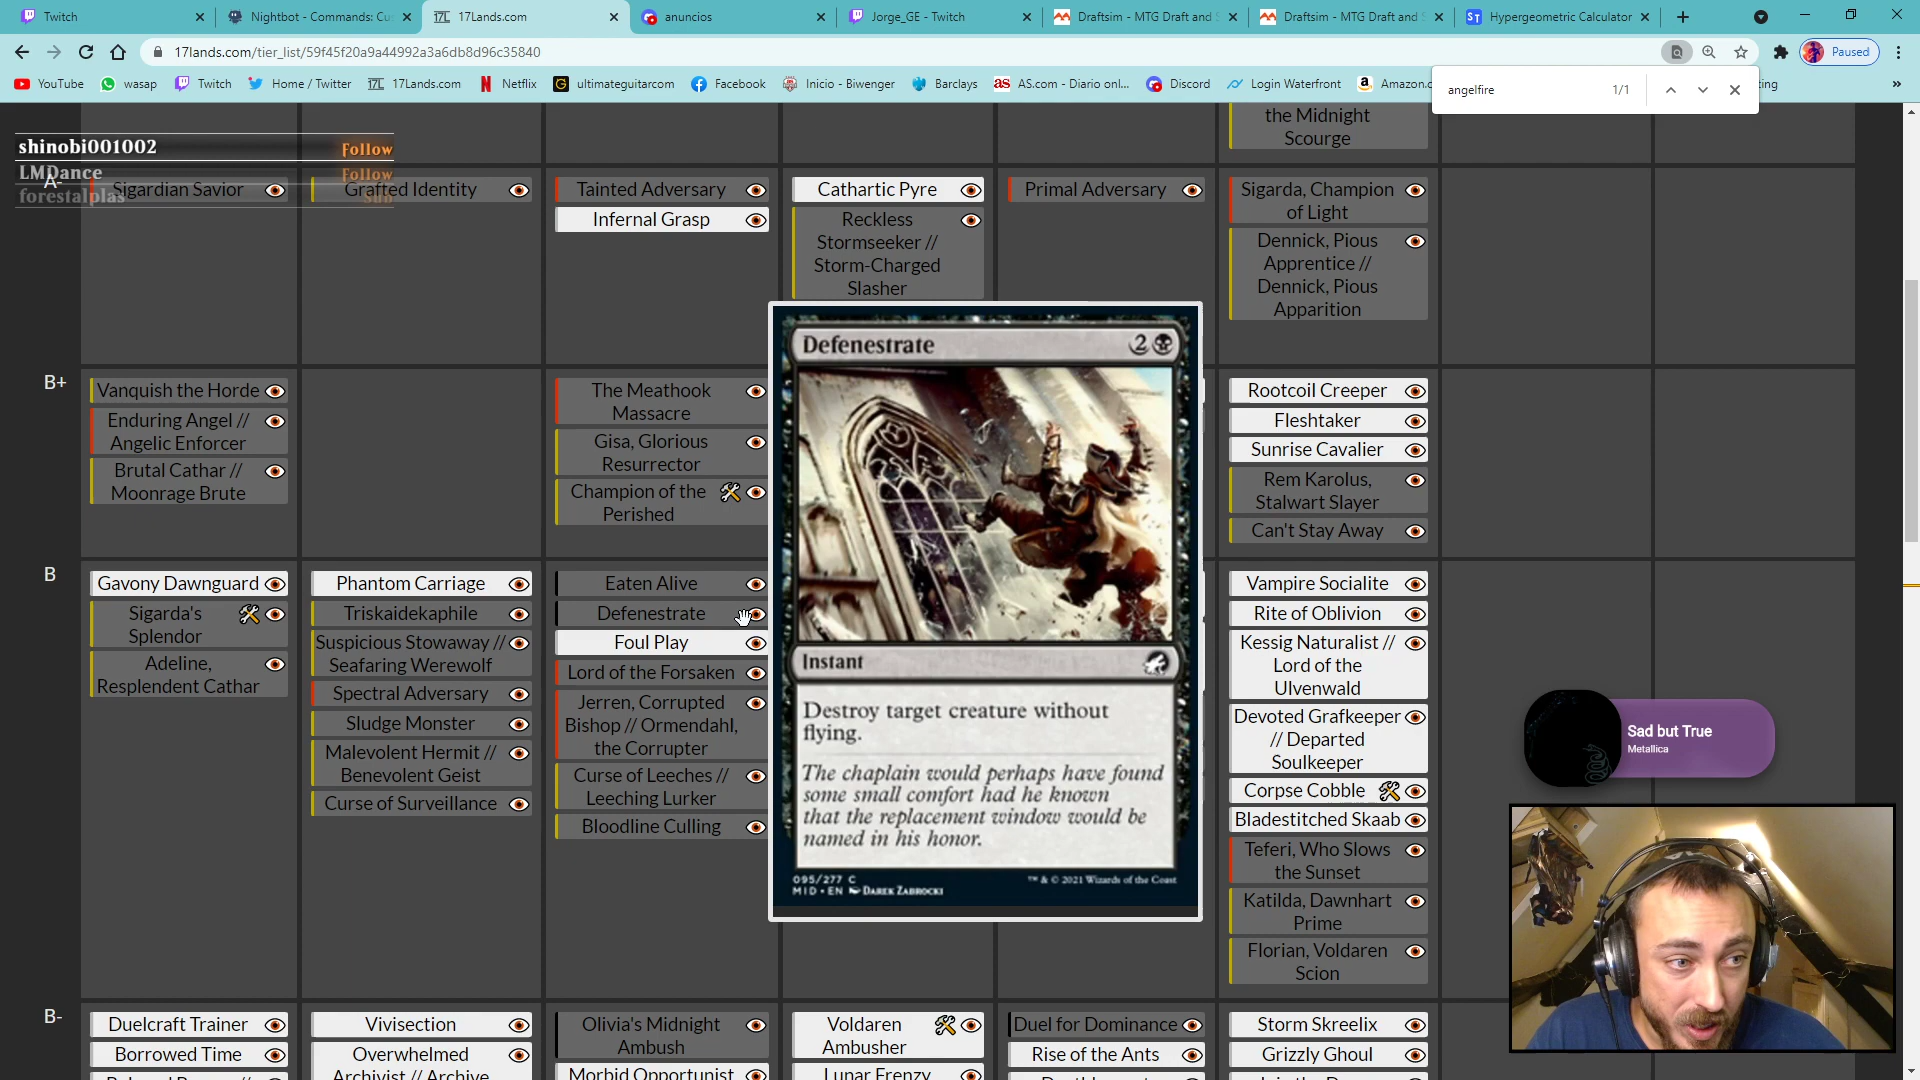 Twitch
Nightbot - Commands: Cu
17Lands.com
anuncios
Jorge_GE - Twitch
Draftsim - MTG Draft and S
Draftsim - MTG Draft and S
Hypergeometric Calculator
17lands.com/tier_list/59f45f20a9a44992a3a6db8d96c35840
Paused
YouTube
wasap
Twitch
Home / Twitter
17Lands.com
Netflix
ultimateguitarcom
Facebook
Inicio - Biwenger
Barclays
AS.com - Diario onl...
Discord
Login Waterfront
Amazon.c
angelfire
1/1
shinobi001002 Follow
LMDance Follow
forestalplas Sub
the Midnight
Scourge
A-
Sigardian Savior
Grafted Identity
Tainted Adversary
Infernal Grasp
Cathartic Pyre
Reckless
Stormseeker //
Storm-Charged
Slasher
Primal Adversary
Sigarda, Champion
of Light
Dennick, Pious
Apprentice //
Dennick, Pious
Apparition
B+
Vanquish the Horde
Enduring Angel //
Angelic Enforcer
Brutal Cathar //
Moonrage Brute
The Meathook
Massacre
Gisa, Glorious
Resurrector
Champion of the
Perished
Rootcoil Creeper
Fleshtaker
Sunrise Cavalier
Rem Karolus,
Stalwart Slayer
Can't Stay Away
B
Gavony Dawnguard
Sigarda's
Splendor
Adeline,
Resplendent Cathar
Phantom Carriage
Triskaidekaphile
Suspicious Stowaway //
Seafaring Werewolf
Spectral Adversary
Sludge Monster
Malevolent Hermit //
Benevolent Geist
Curse of Surveillance
Eaten Alive
Defenestrate
Foul Play
Lord of the Forsaken
Jerren, Corrupted
Bishop // Ormendahl,
the Corrupter
Curse of Leeches //
Leeching Lurker
Bloodline Culling
Defenestrate 2
Instant
Destroy target creature without
flying.
The chaplain would perhaps have found
some small comfort had he known
that the replacement window would be
named in his honor.
095/277 C
MID • EN DAREK ZABROCKI
™ & © 2021 Wizards of the Coast
Vampire Socialite
Rite of Oblivion
Kessig Naturalist //
Lord of the
Ulvenwald
Devoted Grafkeeper
// Departed
Soulkeeper
Corpse Cobble
Bladestitched Skaab
Teferi, Who Slows
the Sunset
Katilda, Dawnhart
Prime
Florian, Voldaren
Scion
Sad but True
Metallica
B-
Duelcraft Trainer
Borrowed Time
Vivisection
Overwhelmed
Archivist // Archive
Olivia's Midnight
Ambush
Morbid Opportunist
Voldaren
Ambusher
Lunar Frenzy
Duel for Dominance
Rise of the Ants
Storm Skreelix
Grizzly Ghoul